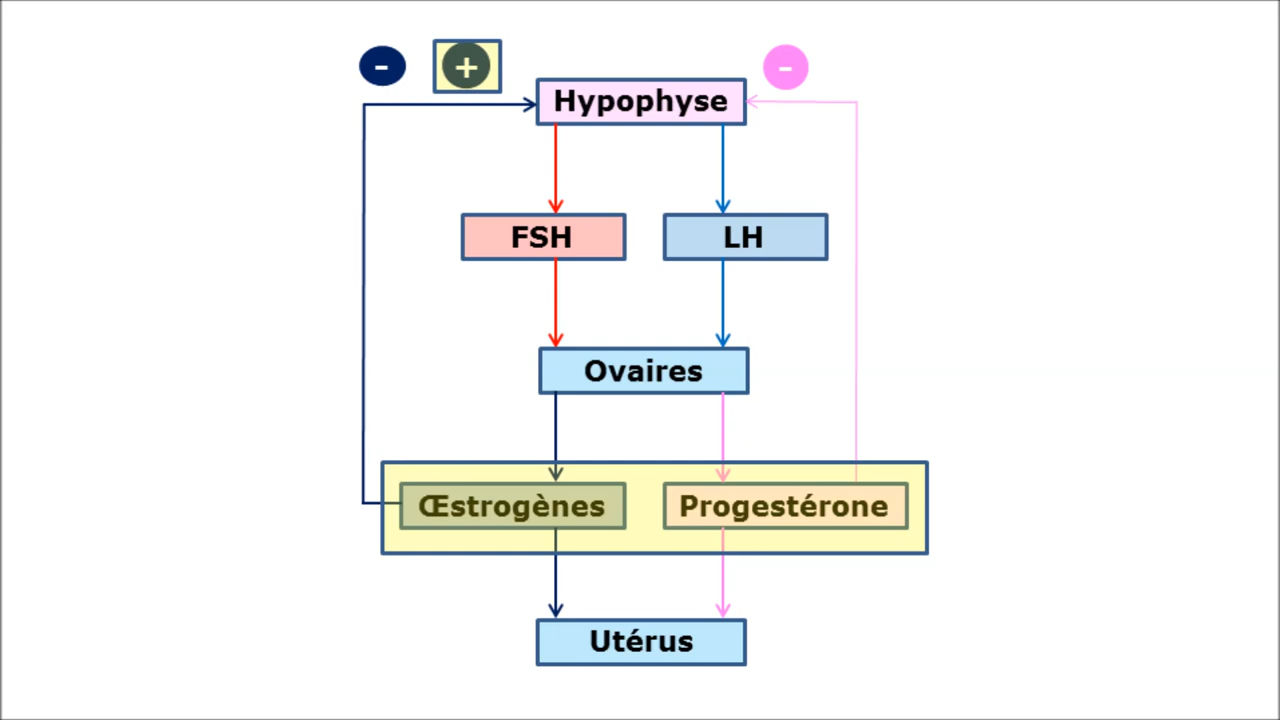 - + -
Hypophyse
FSH LH
Ovaires
Œstrogènes Progestérone
Utérus